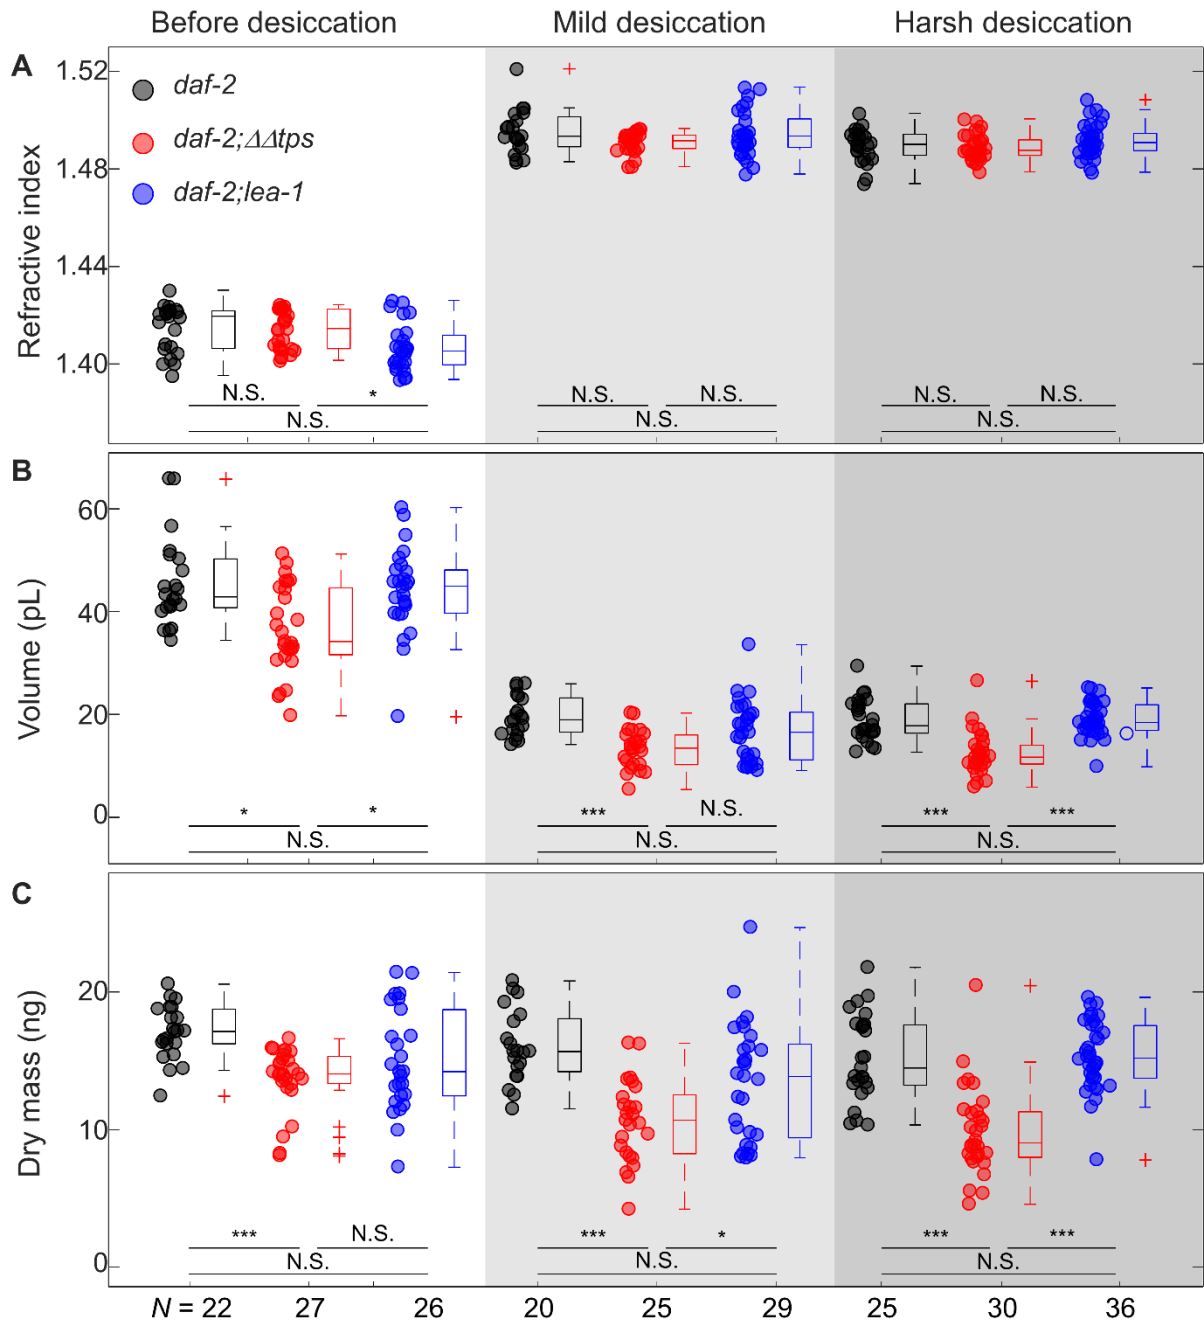 Before desiccation Mild desiccation Harsh desiccation
A
Refractive index
1.52
1.48
1.44
1.40
daf-2
daf-2;ΔΔtps
daf-2;lea-1
N.S. * N.S. N.S. N.S. N.S.
N.S. N.S. N.S.
B
Volume (pL)
60
40
20
0
* * *** N.S. *** ***
N.S. N.S. N.S.
C
Dry mass (ng)
20
10
0
*** N.S. *** * *** ***
N.S. N.S. N.S.
N = 22 27 26 20 25 29 25 30 36